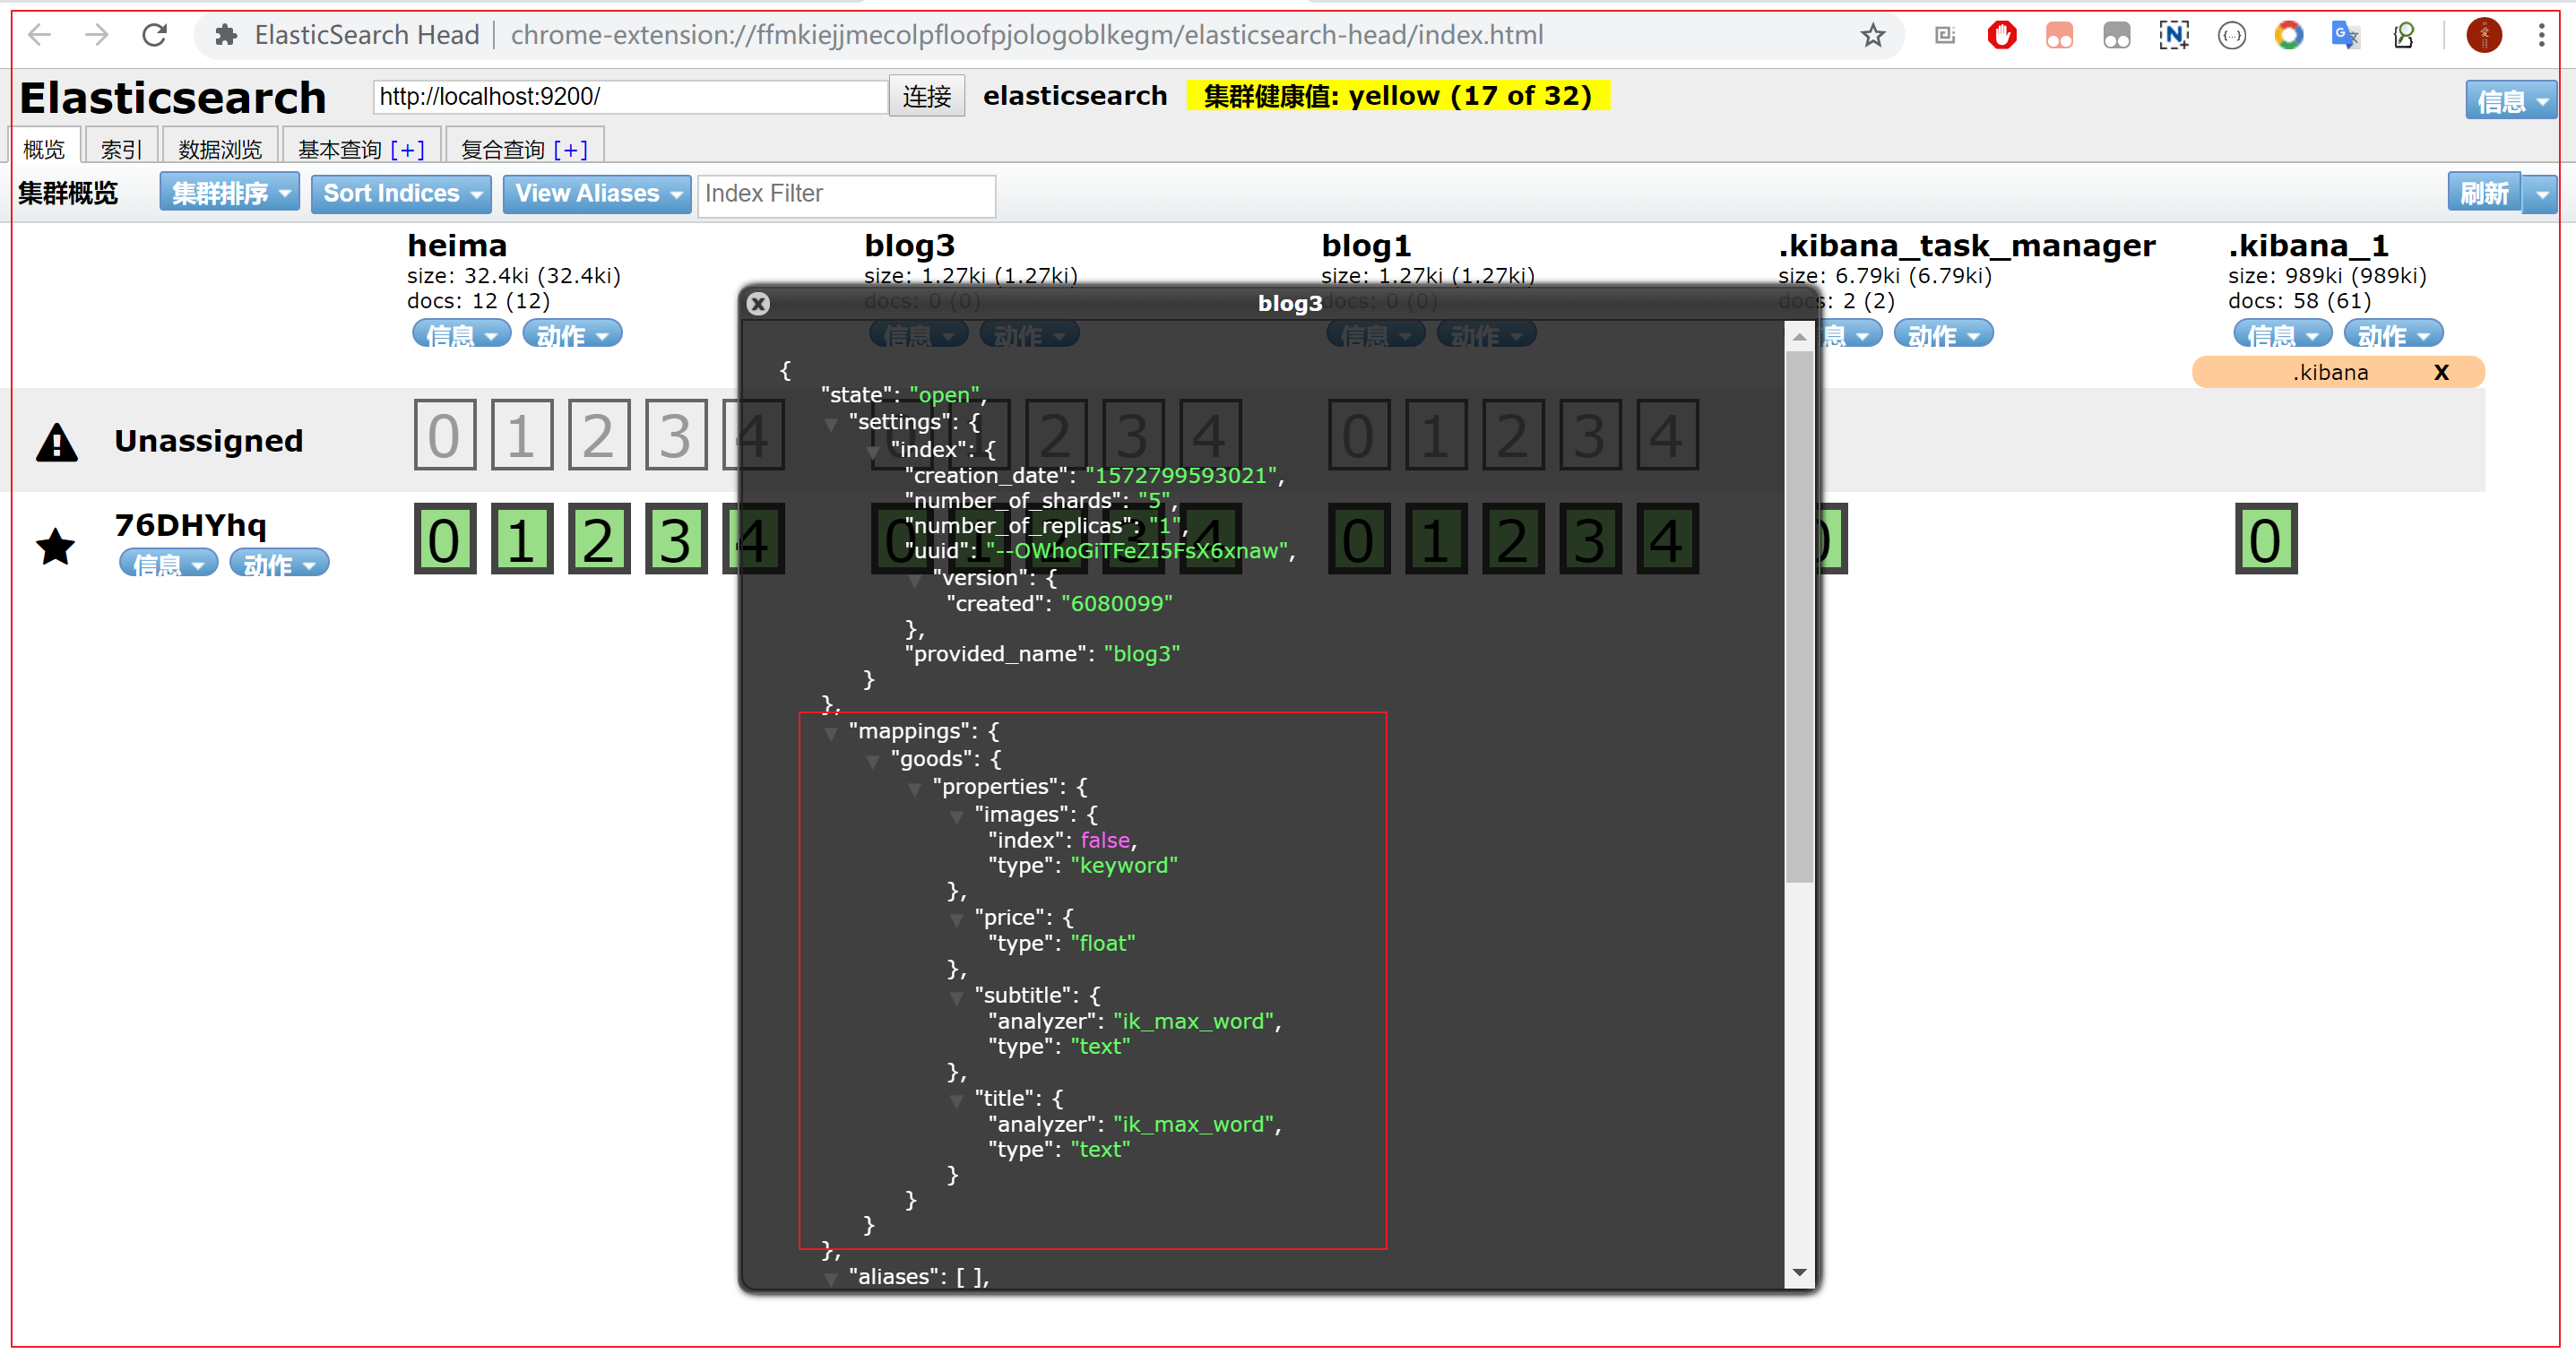 ElasticSearch Head | chrome-extension://ffmkiejjmecolpfloofpjologoblkegm/elasticsearch-head/index.html
Elasticsearch http://localhost:9200/ 连接 elasticsearch 集群健康值: yellow (17 of 32) 信息
概览 索引 数据浏览 基本查询 [+] 复合查询 [+]
集群概览 集群排序 Sort Indices View Aliases Index Filter 刷新
heima blog3 blog1 .kibana_task_manager .kibana_1
size: 32.4ki (32.4ki) size: 1.27ki (1.27ki) size: 1.27ki (1.27ki) size: 6.79ki (6.79ki) size: 989ki (989ki)
docs: 12 (12) docs: 0 (0) docs: 0 (0) docs: 2 (2) docs: 58 (61)
信息 动作 信息 动作 信息 动作 息 动作 信息 动作
.kibana X
Unassigned 0 1 2 3 4 0 1 2 3 4 0 1 2 3 4
76DHYhq 0 1 2 3 4 0 1 2 3 4 0 1 2 3 4 0 0
信息 动作
X blog3
{
"state": "open",
"settings": {
"index": {
"creation_date": "1572799593021",
"number_of_shards": "5",
"number_of_replicas": "1",
"uuid": "--OWhoGiTFeZI5FsX6xnaw",
"version": {
"created": "6080099"
},
"provided_name": "blog3"
}
},
"mappings": {
"goods": {
"properties": {
"images": {
"index": false,
"type": "keyword"
},
"price": {
"type": "float"
},
"subtitle": {
"analyzer": "ik_max_word",
"type": "text"
},
"title": {
"analyzer": "ik_max_word",
"type": "text"
}
}
}
},
"aliases": [ ],